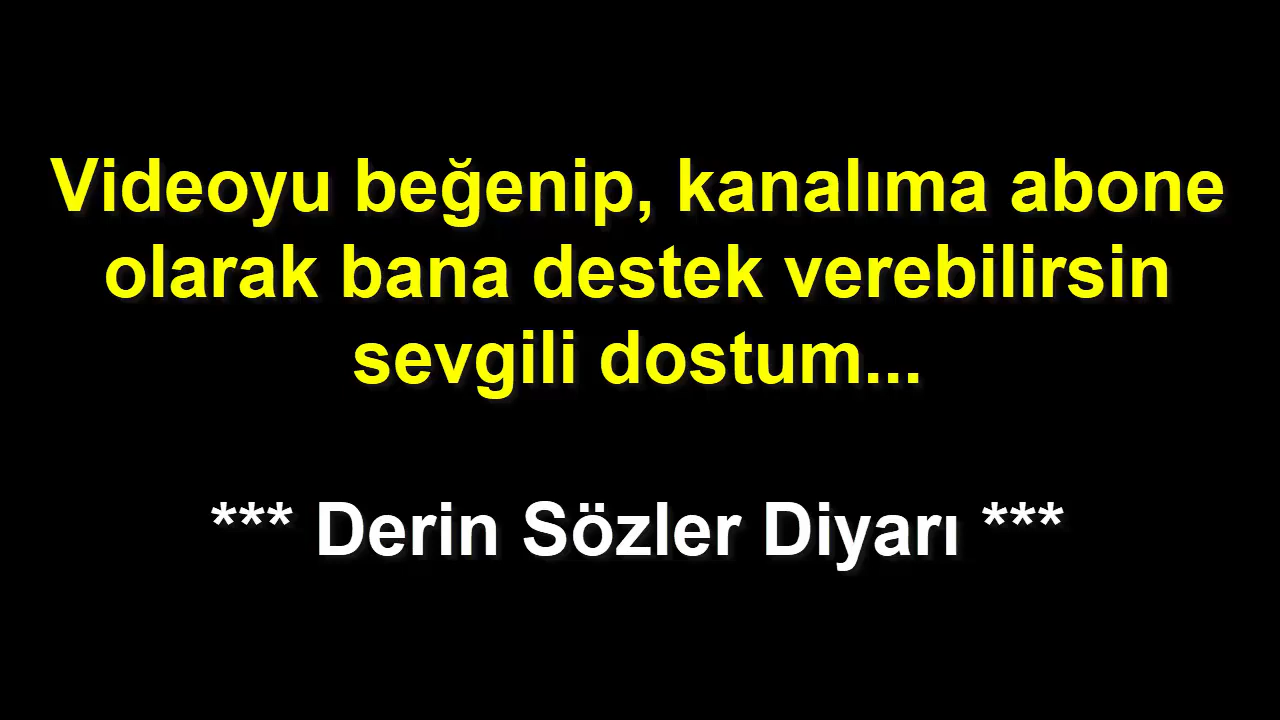 Videoyu beğenip, kanalıma abone
olarak bana destek verebilirsin
sevgili dostum...
*** Derin Sözler Diyarı ***